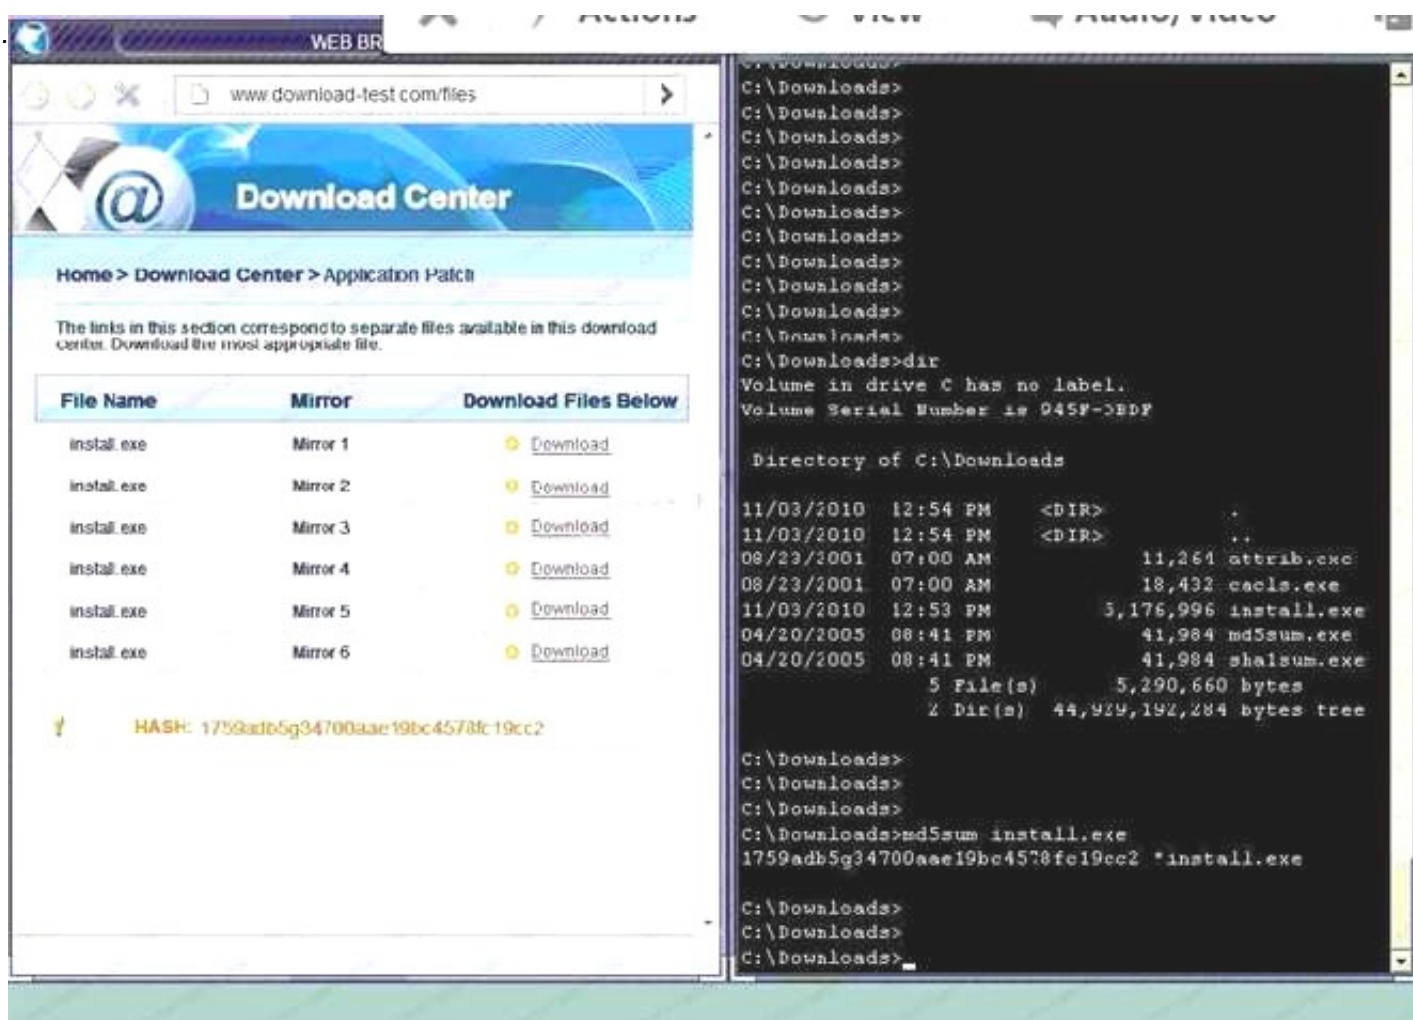 Actions View Audio/Video
WEB BR
www.download-test.com/files
@
Download Center
Home > Download Center > Application Patch
The links in this section correspond to separate files available in this download
center. Download the most appropriate file.
File Name Mirror Download Files Below
install.exe Mirror 1 Download
install.exe Mirror 2 Download
install.exe Mirror 3 Download
install.exe Mirror 4 Download
install.exe Mirror 5 Download
install.exe Mirror 6 Download
HASH: 1759adb5g34700aae19bc4578fc19cc2
C:\Downloads>
C:\Downloads>
C:\Downloads>
C:\Downloads>
C:\Downloads>
C:\Downloads>
C:\Downloads>
C:\Downloads>
C:\Downloads>
C:\Downloads>
C:\Downloads>
C:\Downloads>
C:\Downloads>dir
Volume in drive C has no label.
Volume Serial Number is 945F-3BDF
Directory of C:\Downloads
11/03/2010 12:54 PM <DIR> .
11/03/2010 12:54 PM <DIR> ..
08/23/2001 07:00 AM 11,264 attrib.exe
08/23/2001 07:00 AM 18,432 cacls.exe
11/03/2010 12:53 PM 5,176,996 install.exe
04/20/2005 08:41 PM 41,984 md5sum.exe
04/20/2005 08:41 PM 41,984 sha1sum.exe
5 File(s) 5,290,660 bytes
2 Dir(s) 44,929,192,284 bytes tree
C:\Downloads>
C:\Downloads>
C:\Downloads>
C:\Downloads>md5sum install.exe
1759adb5g34700aae19bc4578fc19cc2 *install.exe
C:\Downloads>
C:\Downloads>
C:\Downloads>_